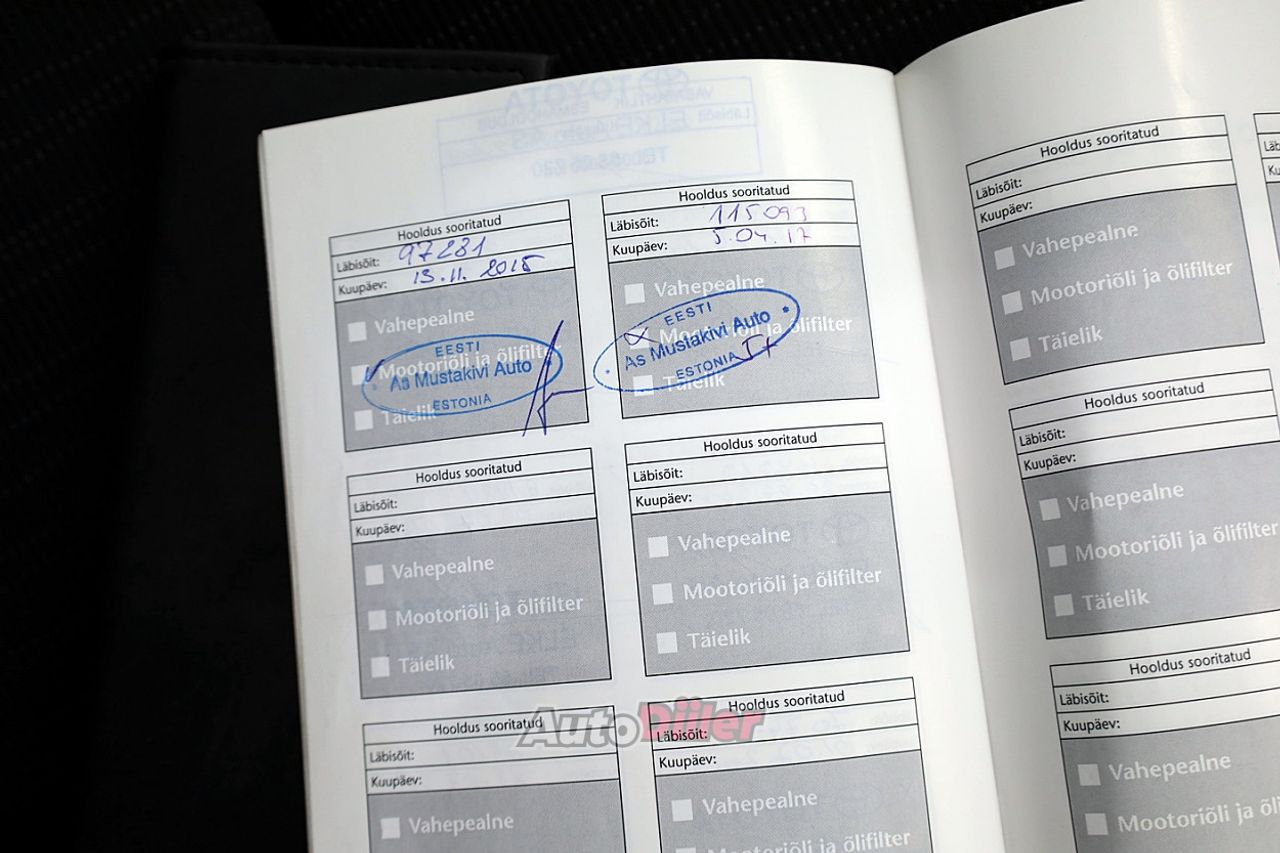 Hooldus sooritatud
Läbisõit: 97281
Kuupäev: 13.11.2015
Vahepealne
Mootoriõli ja õlifilter
Täielik
EESTI
As Mustakivi Auto
ESTONIA
Hooldus sooritatud
Läbisõit: 115093
Kuupäev: 5.04.17
Vahepealne
Mootoriõli ja õlifilter
Täielik
EESTI
As Mustakivi Auto
ESTONIA
Hooldus sooritatud
Läbisõit:
Kuupäev:
Vahepealne
Mootoriõli ja õlifilter
Täielik
Hooldus sooritatud
Läbisõit:
Kuupäev:
Vahepealne
Mootoriõli ja õlifilter
Täielik
Hooldus sooritatud
Läbisõit:
Kuupäev:
Vahepealne
Hooldus sooritatud
Läbisõit:
Kuupäev:
Vahepealne
Mootoriõli ja õlifilter
AutoDiiler
Hooldus sooritatud
Läbisõit:
Kuupäev:
Vahepealne
Mootoriõli ja õlifilter
Täielik
Hooldus sooritatud
Läbisõit:
Kuupäev:
Vahepealne
Mootoriõli ja õlifilter
Täielik
Hooldus sooritatud
Läbisõit:
Kuupäev:
Vahepealne
Mootoriõli ja õlifilter